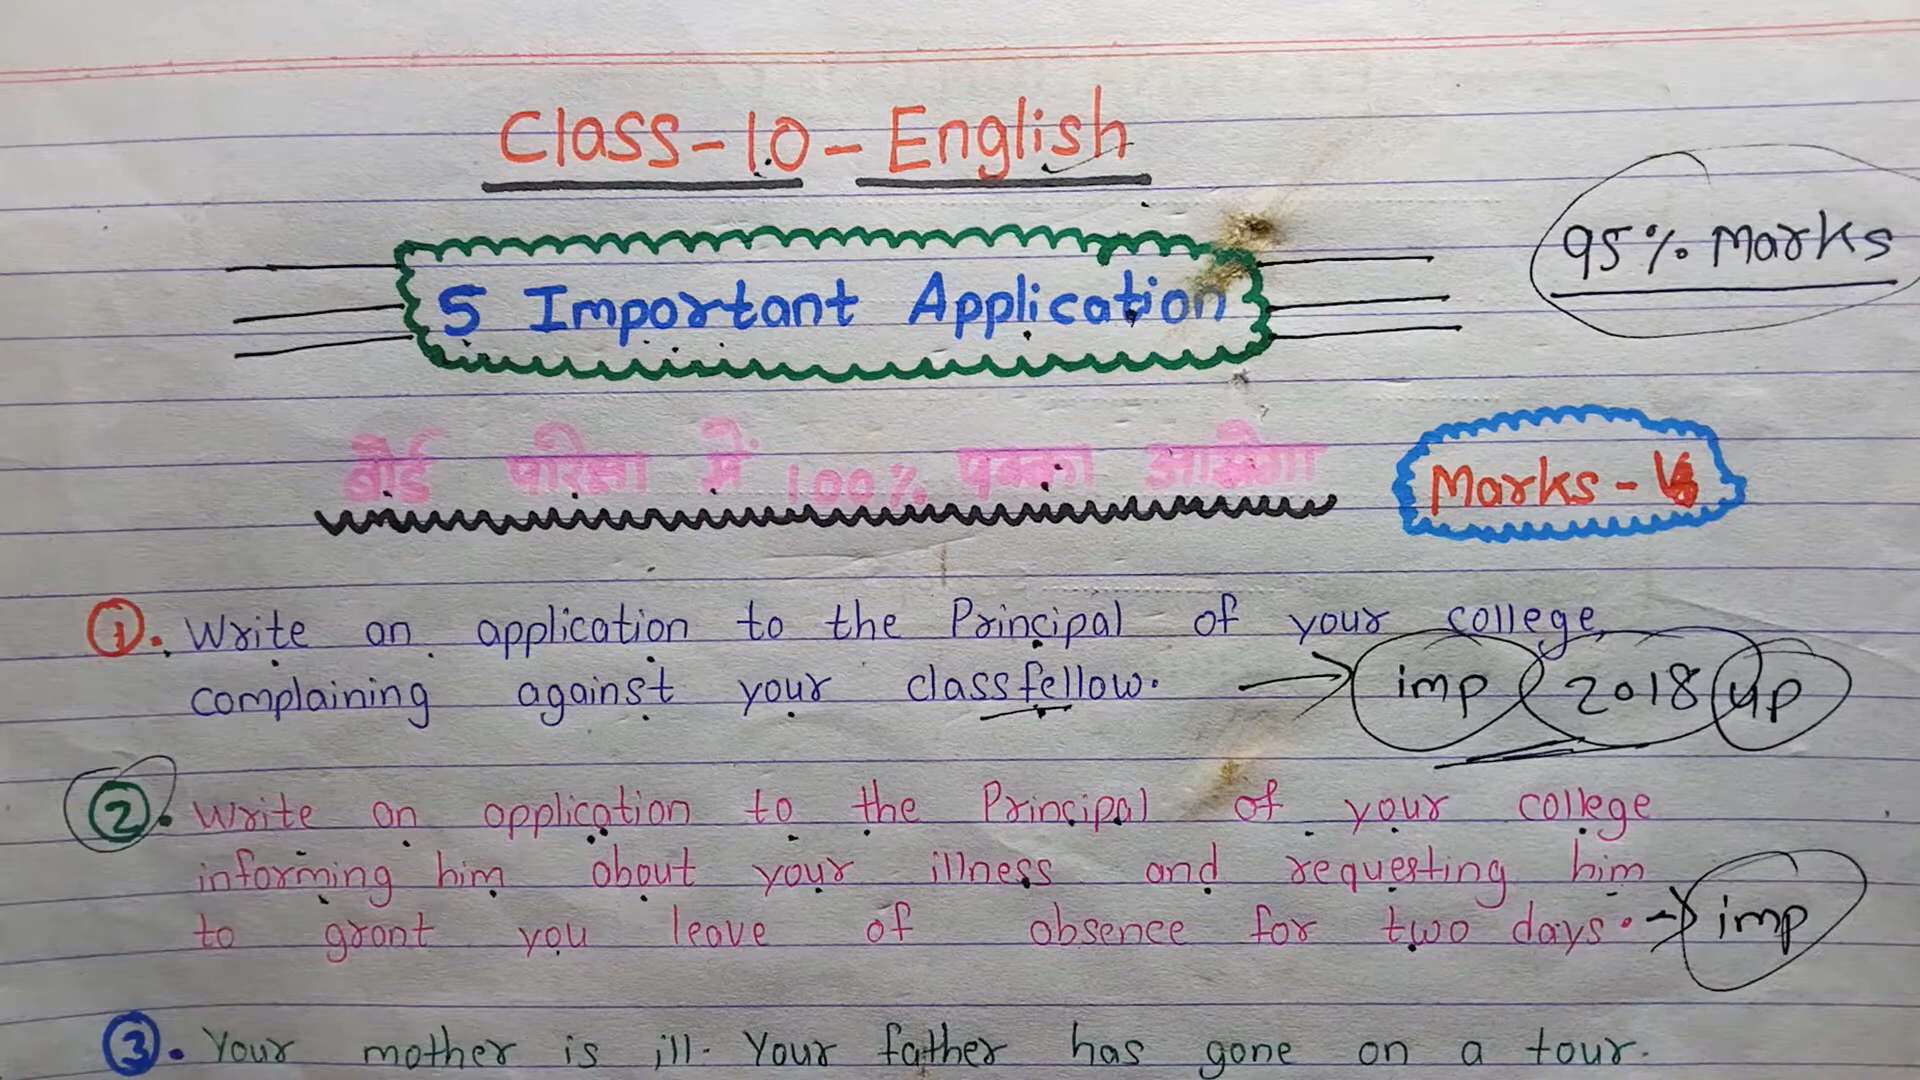 Class-10-English
95% Marks
5 Important Application
बोर्ड परिक्षा में 100% पक्का आयेगा
Marks-
1. Write an application to the Principal of your college,
complaining against your classfellow. → imp 2018 up
2. Write an application to the Principal of your college
informing him about your illness and requesting him
to grant you leave of absence for two days. → imp
3. Your mother is ill. Your father has gone on a tour.